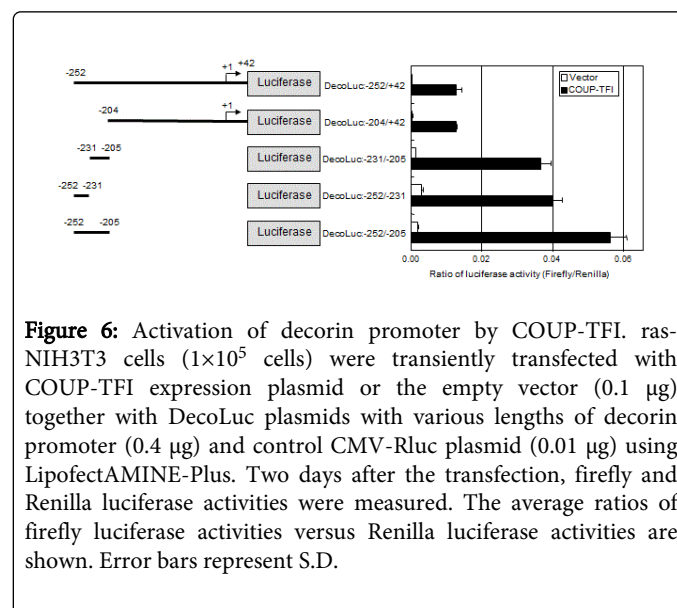 -252
+1
+42
Luciferase
DecoLuc:-252/+42
-204
+1
Luciferase
DecoLuc:-204/+42
-231 -205
Luciferase
DecoLuc:-231/-205
-252 -231
Luciferase
DecoLuc:-252/-231
-252 -205
Luciferase
DecoLuc:-252/-205
Vector
COUP-TFI
0.00 0.02 0.04 0.06
Ratio of luciferase activity (Firefly/Renilla)
Figure 6: Activation of decorin promoter by COUP-TFI. ras-
NIH3T3 cells (1×10⁵ cells) were transiently transfected with
COUP-TFI expression plasmid or the empty vector (0.1 μg)
together with DecoLuc plasmids with various lengths of decorin
promoter (0.4 μg) and control CMV-Rluc plasmid (0.01 μg) using
LipofectAMINE-Plus. Two days after the transfection, firefly and
Renilla luciferase activities were measured. The average ratios of
firefly luciferase activities versus Renilla luciferase activities are
shown. Error bars represent S.D.